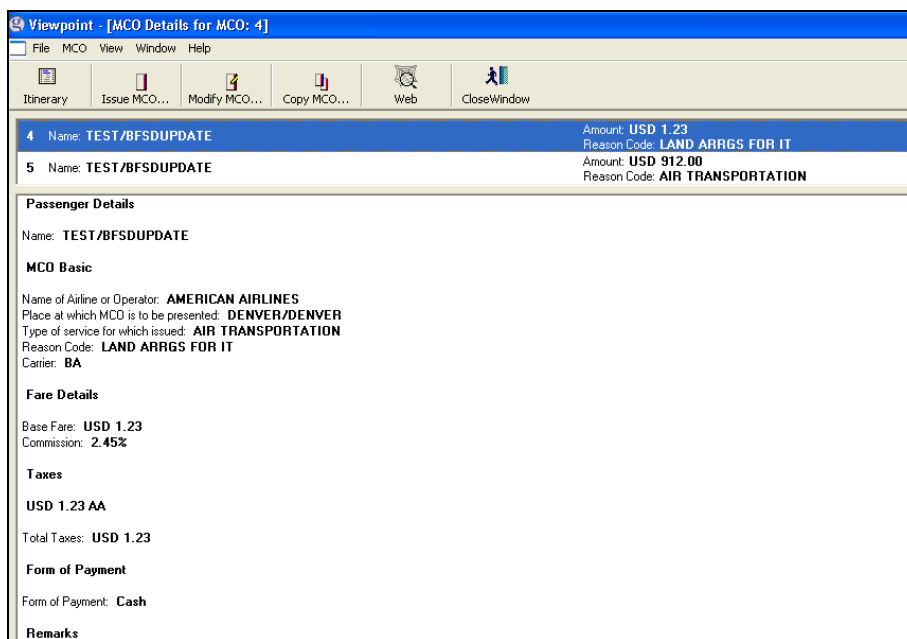 Viewpoint - [MCO Details for MCO: 4]
File MCO View Window Help
Itinerary Issue MCO... Modify MCO... Copy MCO... Web CloseWindow
4 Name: TEST/BFSDUPDATE Amount: USD 1.23
Reason Code: LAND ARRGS FOR IT
5 Name: TEST/BFSDUPDATE Amount: USD 912.00
Reason Code: AIR TRANSPORTATION
Passenger Details
Name: TEST/BFSDUPDATE
MCO Basic
Name of Airline or Operator: AMERICAN AIRLINES
Place at which MCO is to be presented: DENVER/DENVER
Type of service for which issued: AIR TRANSPORTATION
Reason Code: LAND ARRGS FOR IT
Carrier: BA
Fare Details
Base Fare: USD 1.23
Commission: 2.45%
Taxes
USD 1.23 AA
Total Taxes: USD 1.23
Form of Payment
Form of Payment: Cash
Remarks